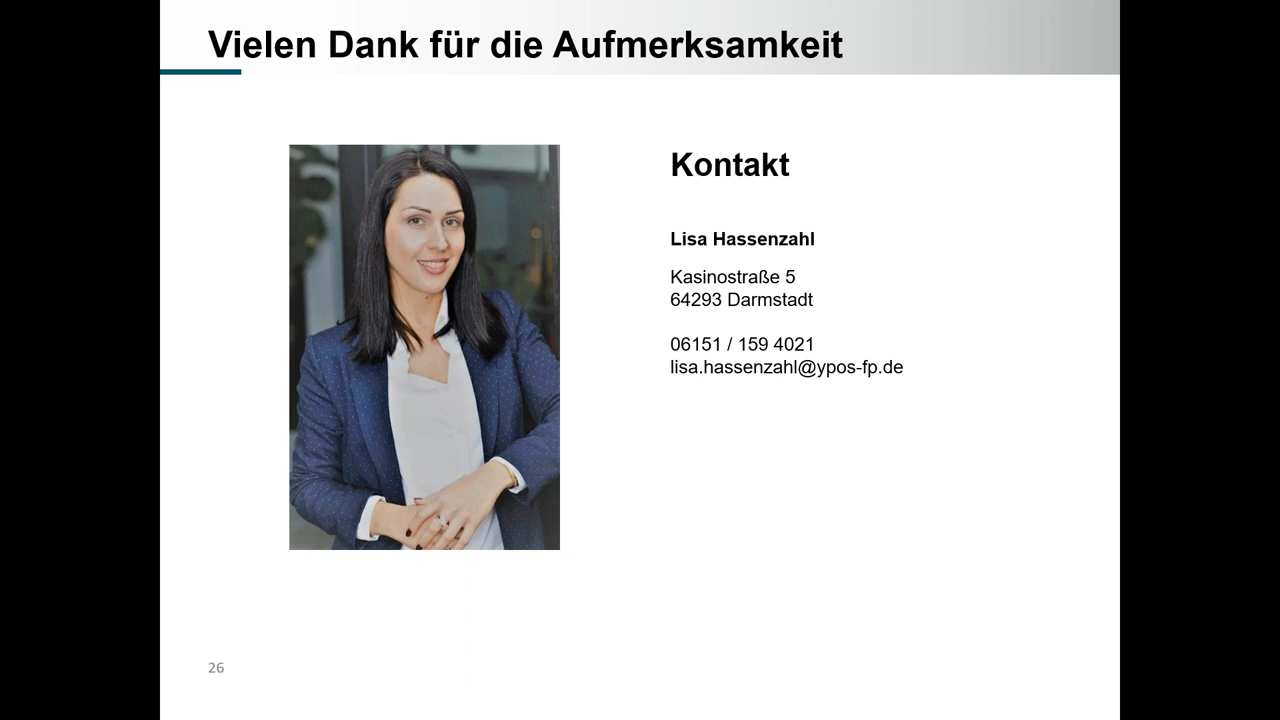 Vielen Dank für die Aufmerksamkeit
Kontakt
Lisa Hassenzahl
Kasinostraße 5
64293 Darmstadt
06151 / 159 4021
lisa.hassenzahl@ypos-fp.de
26